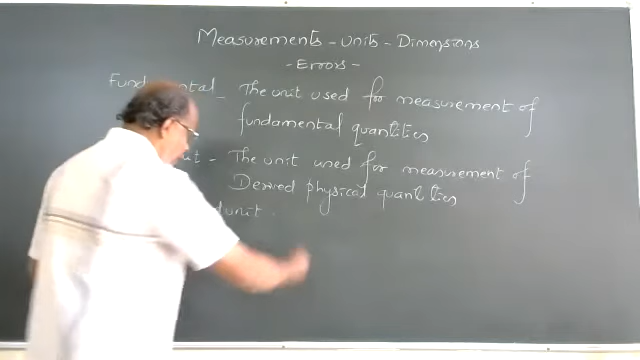 Measurements - Units - Dimensions
- Errors -
The unit used for measurement of
fundamental quantities
- The unit used for measurement of
Derived physical quantities
unit.